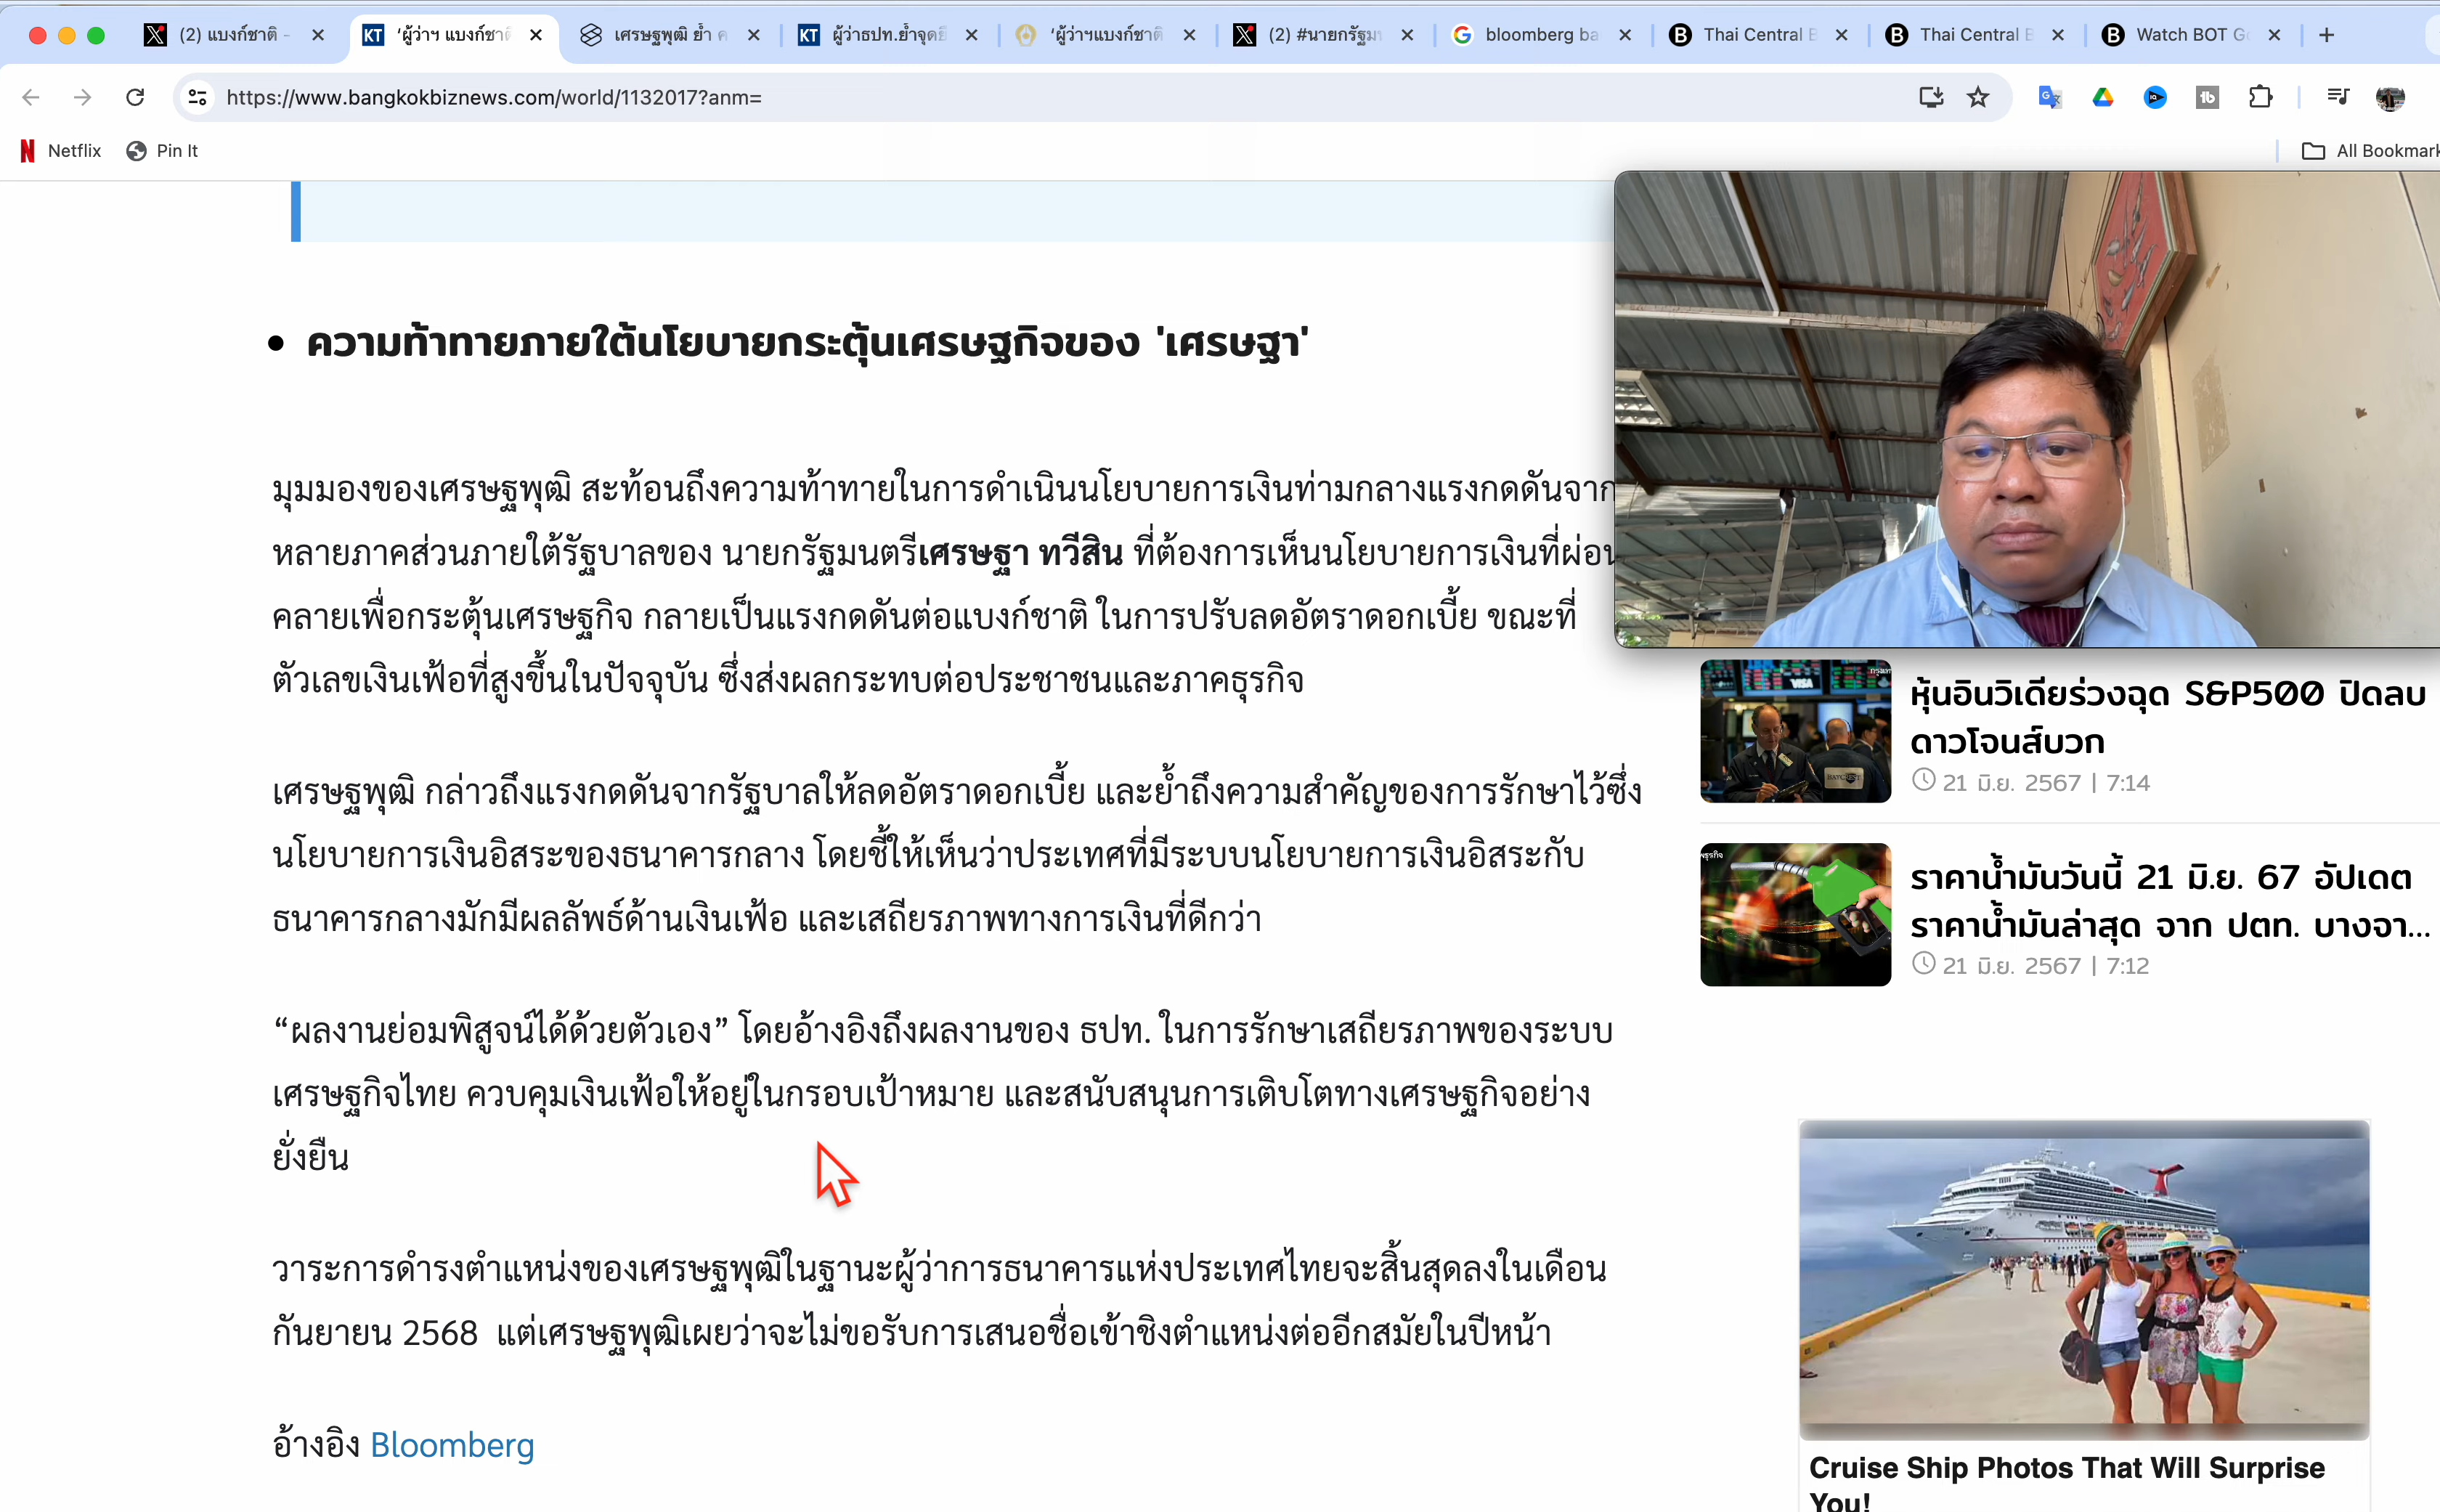 (2) แบงก์ชาติ -
'ผู้ว่าฯ แบงก์ชาติ
เศรษฐพุฒิ ย้ำ ค
ผู้ว่าธปท.ย้ำจุดยื
'ผู้ว่าฯแบงก์ชาติ
(2) #นายกรัฐม
bloomberg ba
Thai Central B
Thai Central B
Watch BOT G
https://www.bangkokbiznews.com/world/1132017?anm=
Netflix
Pin It
All Bookmark
ความท้าทายภายใต้นโยบายกระตุ้นเศรษฐกิจของ 'เศรษฐา'
มุมมองของเศรษฐพุฒิ สะท้อนถึงความท้าทายในการดำเนินนโยบายการเงินท่ามกลางแรงกดดันจาก
หลายภาคส่วนภายใต้รัฐบาลของ นายกรัฐมนตรีเศรษฐา ทวีสิน ที่ต้องการเห็นนโยบายการเงินที่ผ่อน
คลายเพื่อกระตุ้นเศรษฐกิจ กลายเป็นแรงกดดันต่อแบงก์ชาติ ในการปรับลดอัตราดอกเบี้ย ขณะที่
ตัวเลขเงินเฟ้อที่สูงขึ้นในปัจจุบัน ซึ่งส่งผลกระทบต่อประชาชนและภาคธุรกิจ
เศรษฐพุฒิ กล่าวถึงแรงกดดันจากรัฐบาลให้ลดอัตราดอกเบี้ย และย้ำถึงความสำคัญของการรักษาไว้ซึ่ง
นโยบายการเงินอิสระของธนาคารกลาง โดยชี้ให้เห็นว่าประเทศที่มีระบบนโยบายการเงินอิสระกับ
ธนาคารกลางมักมีผลลัพธ์ด้านเงินเฟ้อ และเสถียรภาพทางการเงินที่ดีกว่า
“ผลงานย่อมพิสูจน์ได้ด้วยตัวเอง” โดยอ้างอิงถึงผลงานของ ธปท. ในการรักษาเสถียรภาพของระบบ
เศรษฐกิจไทย ควบคุมเงินเฟ้อให้อยู่ในกรอบเป้าหมาย และสนับสนุนการเติบโตทางเศรษฐกิจอย่าง
ยั่งยืน
วาระการดำรงตำแหน่งของเศรษฐพุฒิในฐานะผู้ว่าการธนาคารแห่งประเทศไทยจะสิ้นสุดลงในเดือน
กันยายน 2568 แต่เศรษฐพุฒิเผยว่าจะไม่ขอรับการเสนอชื่อเข้าชิงตำแหน่งต่ออีกสมัยในปีหน้า
อ้างอิง Bloomberg
หุ้นอินวิเดียร่วงฉุด S&P500 ปิดลบ
ดาวโจนส์บวก
21 มิ.ย. 2567 | 7:14
ราคาน้ำมันวันนี้ 21 มิ.ย. 67 อัปเดต
ราคาน้ำมันล่าสุด จาก ปตท. บางจา...
21 มิ.ย. 2567 | 7:12
Cruise Ship Photos That Will Surprise
You!